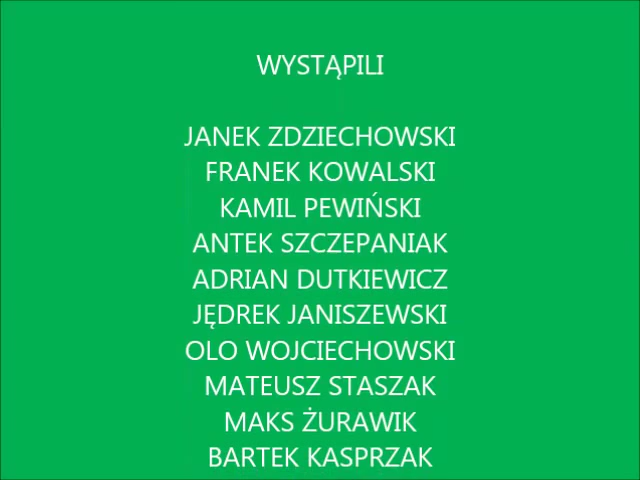 WYSTĄPILI
JANEK ZDZIECHOWSKI
FRANEK KOWALSKI
KAMIL PEWIŃSKI
ANTEK SZCZEPANIAK
ADRIAN DUTKIEWICZ
JĘDREK JANISZEWSKI
OLO WOJCIECHOWSKI
MATEUSZ STASZAK
MAKS ŻURAWIK
BARTEK KASPRZAK